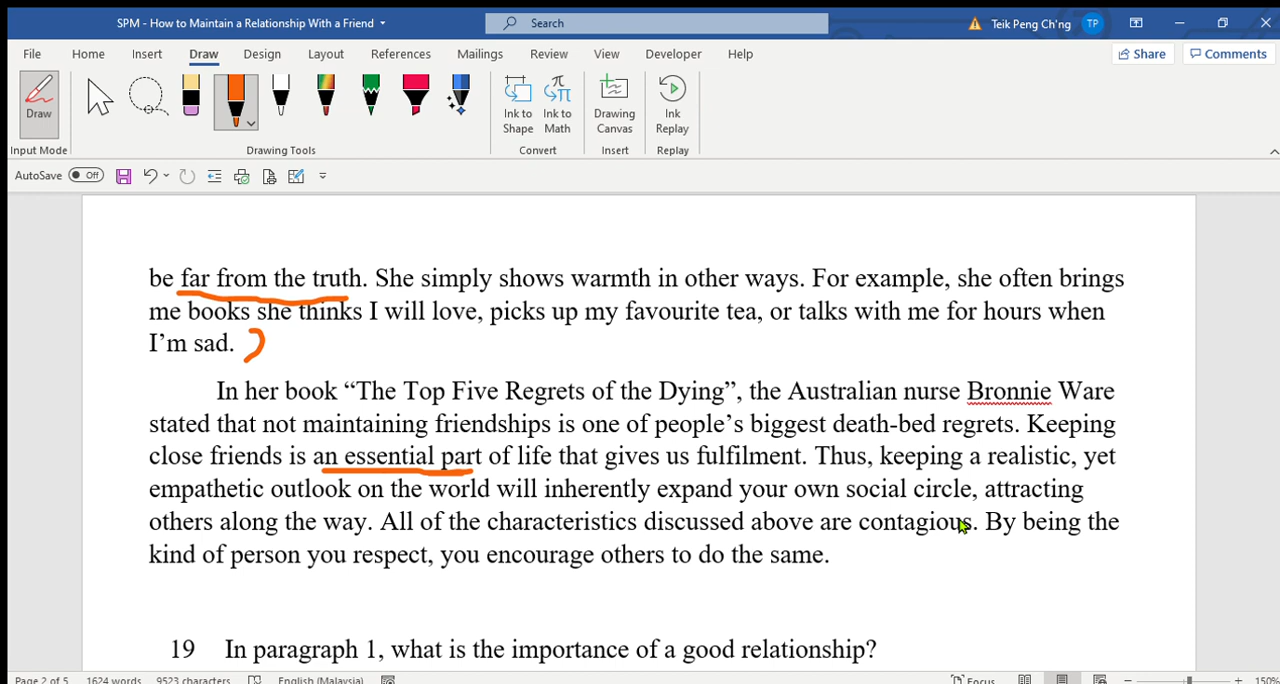 SPM - How to Maintain a Relationship With a Friend
Search
Teik Peng Ch'ng
TP
File Home Insert Draw Design Layout References Mailings Review View Developer Help
Share
Comments
Draw
Ink to Shape
Ink to Math
Drawing Canvas
Ink Replay
Input Mode
Drawing Tools
Convert
Insert
Replay
AutoSave Off
be far from the truth. She simply shows warmth in other ways. For example, she often brings
me books she thinks I will love, picks up my favourite tea, or talks with me for hours when
I'm sad.
In her book “The Top Five Regrets of the Dying”, the Australian nurse Bronnie Ware
stated that not maintaining friendships is one of people's biggest death-bed regrets. Keeping
close friends is an essential part of life that gives us fulfilment. Thus, keeping a realistic, yet
empathetic outlook on the world will inherently expand your own social circle, attracting
others along the way. All of the characteristics discussed above are contagious. By being the
kind of person you respect, you encourage others to do the same.
19 In paragraph 1, what is the importance of a good relationship?
Page 2 of 5 1624 words 9523 characters English (Malaysia) Focus 150%